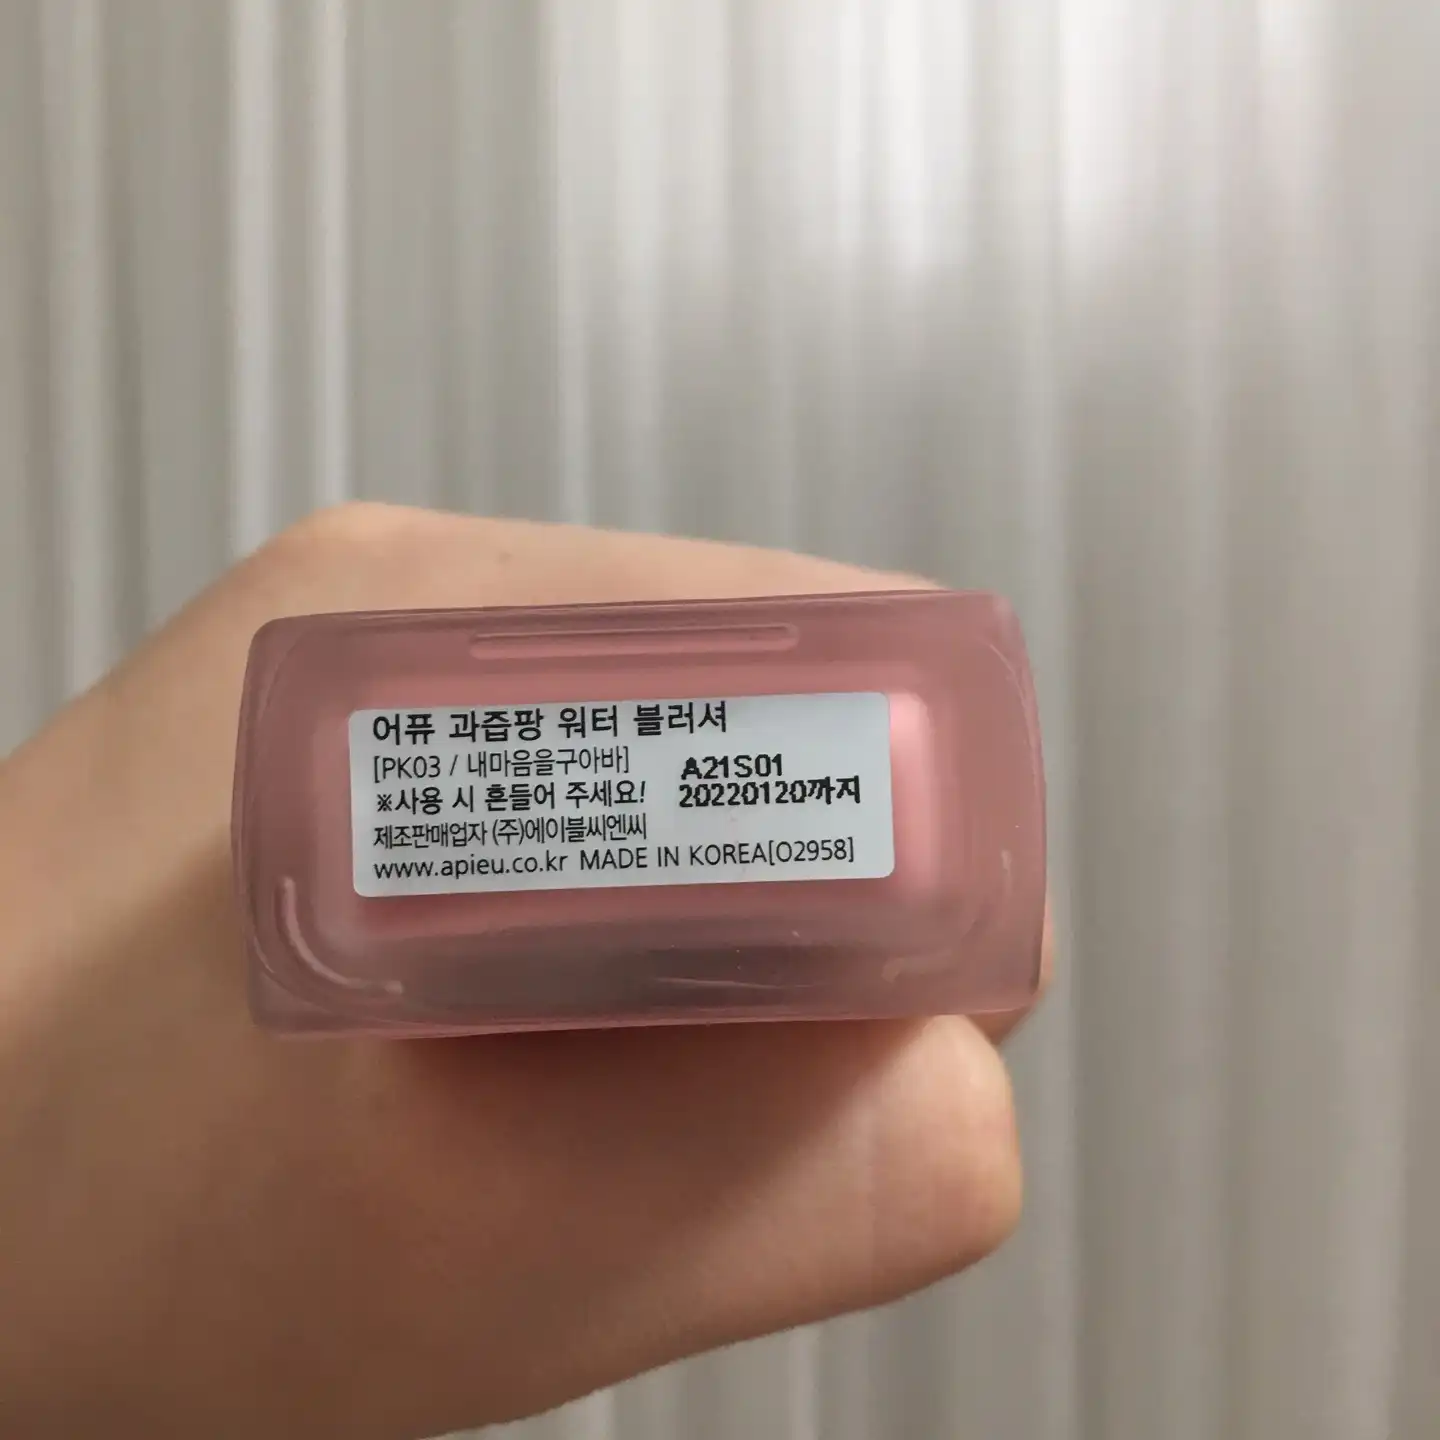 어퓨 과즙팡 워터 블러셔
[PK03 / 내마음을구아바]
※사용 시 흔들어 주세요!
A21S01
20220120까지
제조판매업자 (주)에이블씨엔씨
www.apieu.co.kr MADE IN KOREA[O2958]